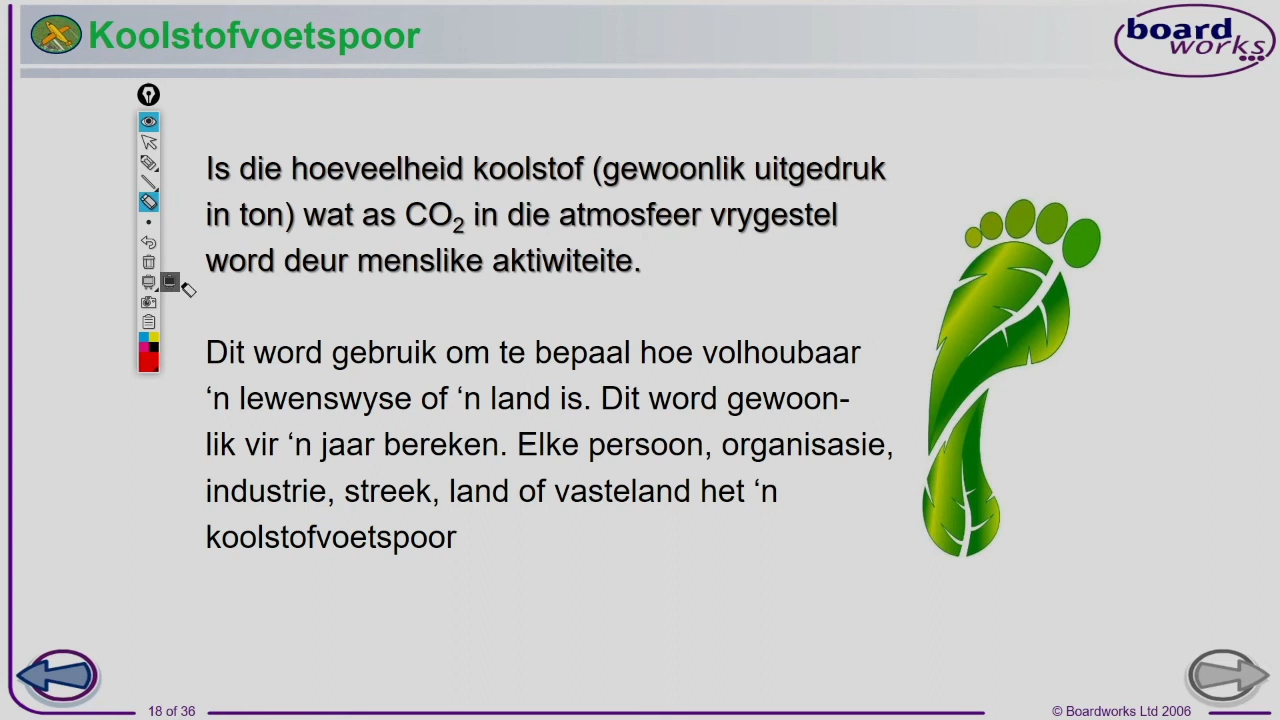 Koolstofvoetspoor
board
works
Is die hoeveelheid koolstof (gewoonlik uitgedruk
in ton) wat as CO₂ in die atmosfeer vrygestel
word deur menslike aktiwiteite.
Dit word gebruik om te bepaal hoe volhoubaar
‘n lewenswyse of ‘n land is. Dit word gewoon-
lik vir ‘n jaar bereken. Elke persoon, organisasie,
industrie, streek, land of vasteland het ‘n
koolstofvoetspoor
18 of 36
© Boardworks Ltd 2006